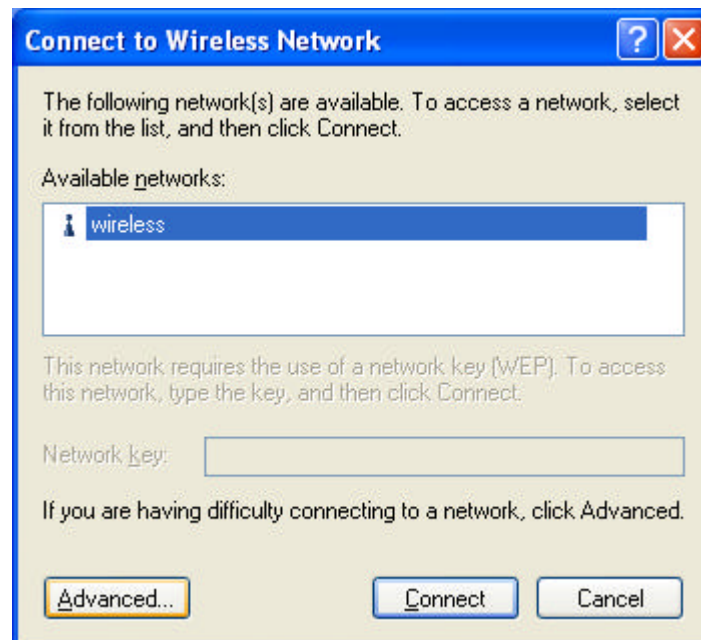 Connect to Wireless Network
?
The following network(s) are available. To access a network, select
it from the list, and then click Connect.
Available networks:
wireless
This network requires the use of a network key (WEP). To access
this network, type the key, and then click Connect.
Network key:
If you are having difficulty connecting to a network, click Advanced.
Advanced... Connect Cancel